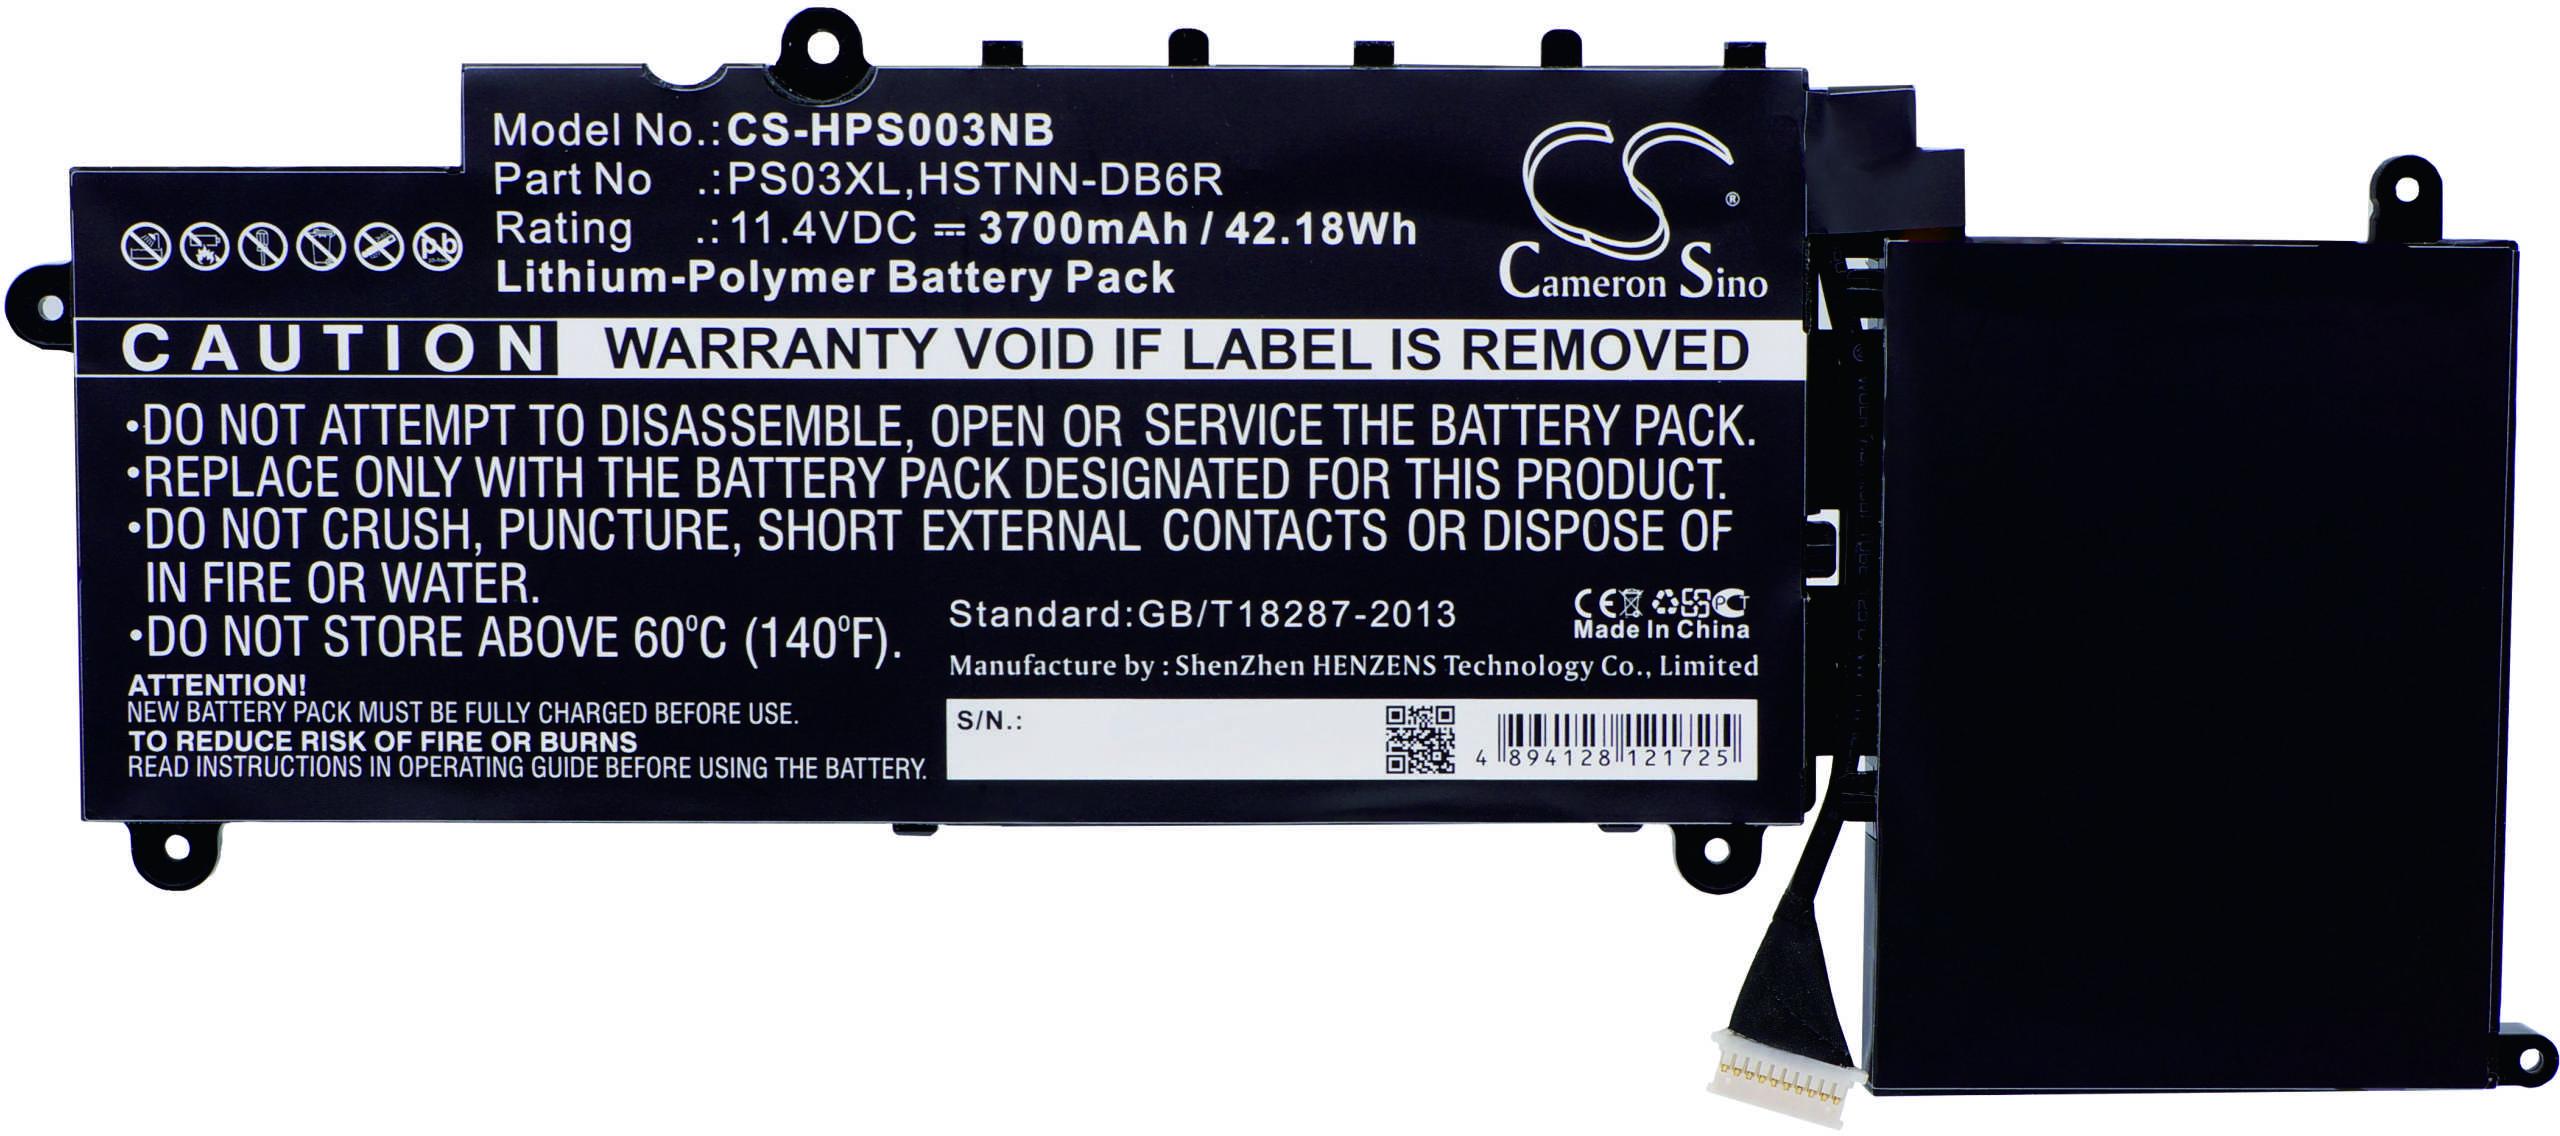 Model No.:CS-HPS003NB
Part No .:PS03XL,HSTNN-DB6R
Rating .:11.4VDC ⎓ 3700mAh / 42.18Wh
Lithium-Polymer Battery Pack
CS ®
Cameron Sino
pb
CAUTION WARRANTY VOID IF LABEL IS REMOVED
•DO NOT ATTEMPT TO DISASSEMBLE, OPEN OR SERVICE THE BATTERY PACK.
•REPLACE ONLY WITH THE BATTERY PACK DESIGNATED FOR THIS PRODUCT.
•DO NOT CRUSH, PUNCTURE, SHORT EXTERNAL CONTACTS OR DISPOSE OF
IN FIRE OR WATER.
•DO NOT STORE ABOVE 60°C (140°F).
ATTENTION!
NEW BATTERY PACK MUST BE FULLY CHARGED BEFORE USE.
TO REDUCE RISK OF FIRE OR BURNS
READ INSTRUCTIONS IN OPERATING GUIDE BEFORE USING THE BATTERY.
Standard:GB/T18287-2013
CE PCT
Made In China
Manufacture by : ShenZhen HENZENS Technology Co., Limited
S/N.:
4 894128 121725